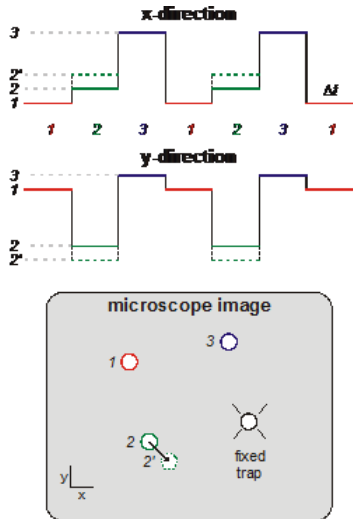 x-direction
3
2'
2
1
Δt
1 2 3 1 2 3 1
y-direction
3
1
2
2'
microscope image
3
1
2
2'
fixed
trap
y
x